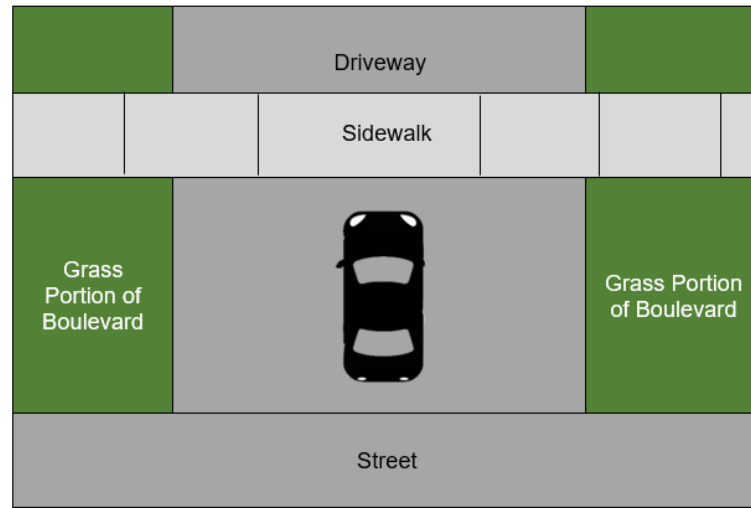 Driveway
Sidewalk
Grass
Portion of
Boulevard
Grass Portion
of Boulevard
Street